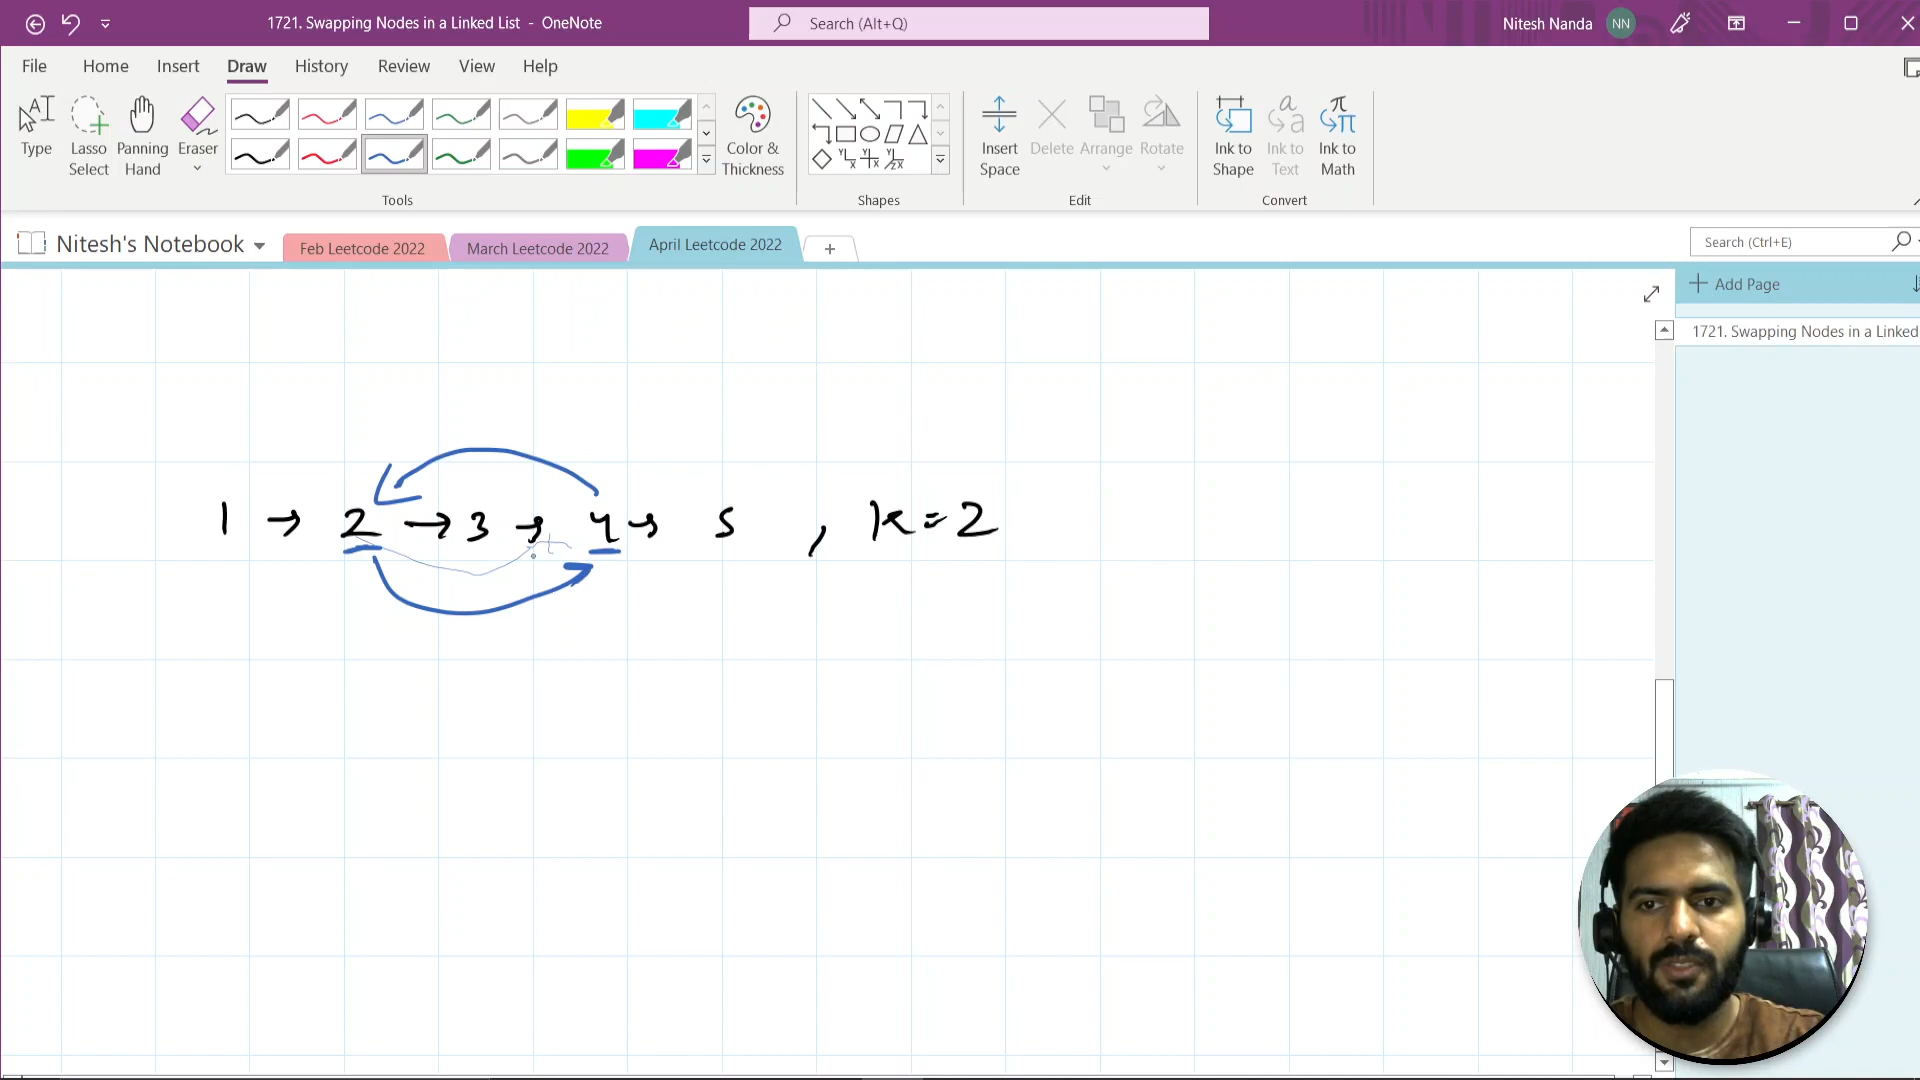 1721. Swapping Nodes in a Linked List - OneNote
Search (Alt+Q)
Nitesh Nanda NN
File Home Insert Draw History Review View Help
Type
Lasso Select
Panning Hand
Eraser
Color & Thickness
Insert Space
Delete
Arrange
Rotate
Ink to Shape
Ink to Text
Ink to Math
Tools Shapes Edit Convert
Nitesh's Notebook Feb Leetcode 2022 March Leetcode 2022 April Leetcode 2022 +
Search (Ctrl+E)
Add Page
1721. Swapping Nodes in a Linked
1 → 2 → 3 → 4 → 5 , k = 2